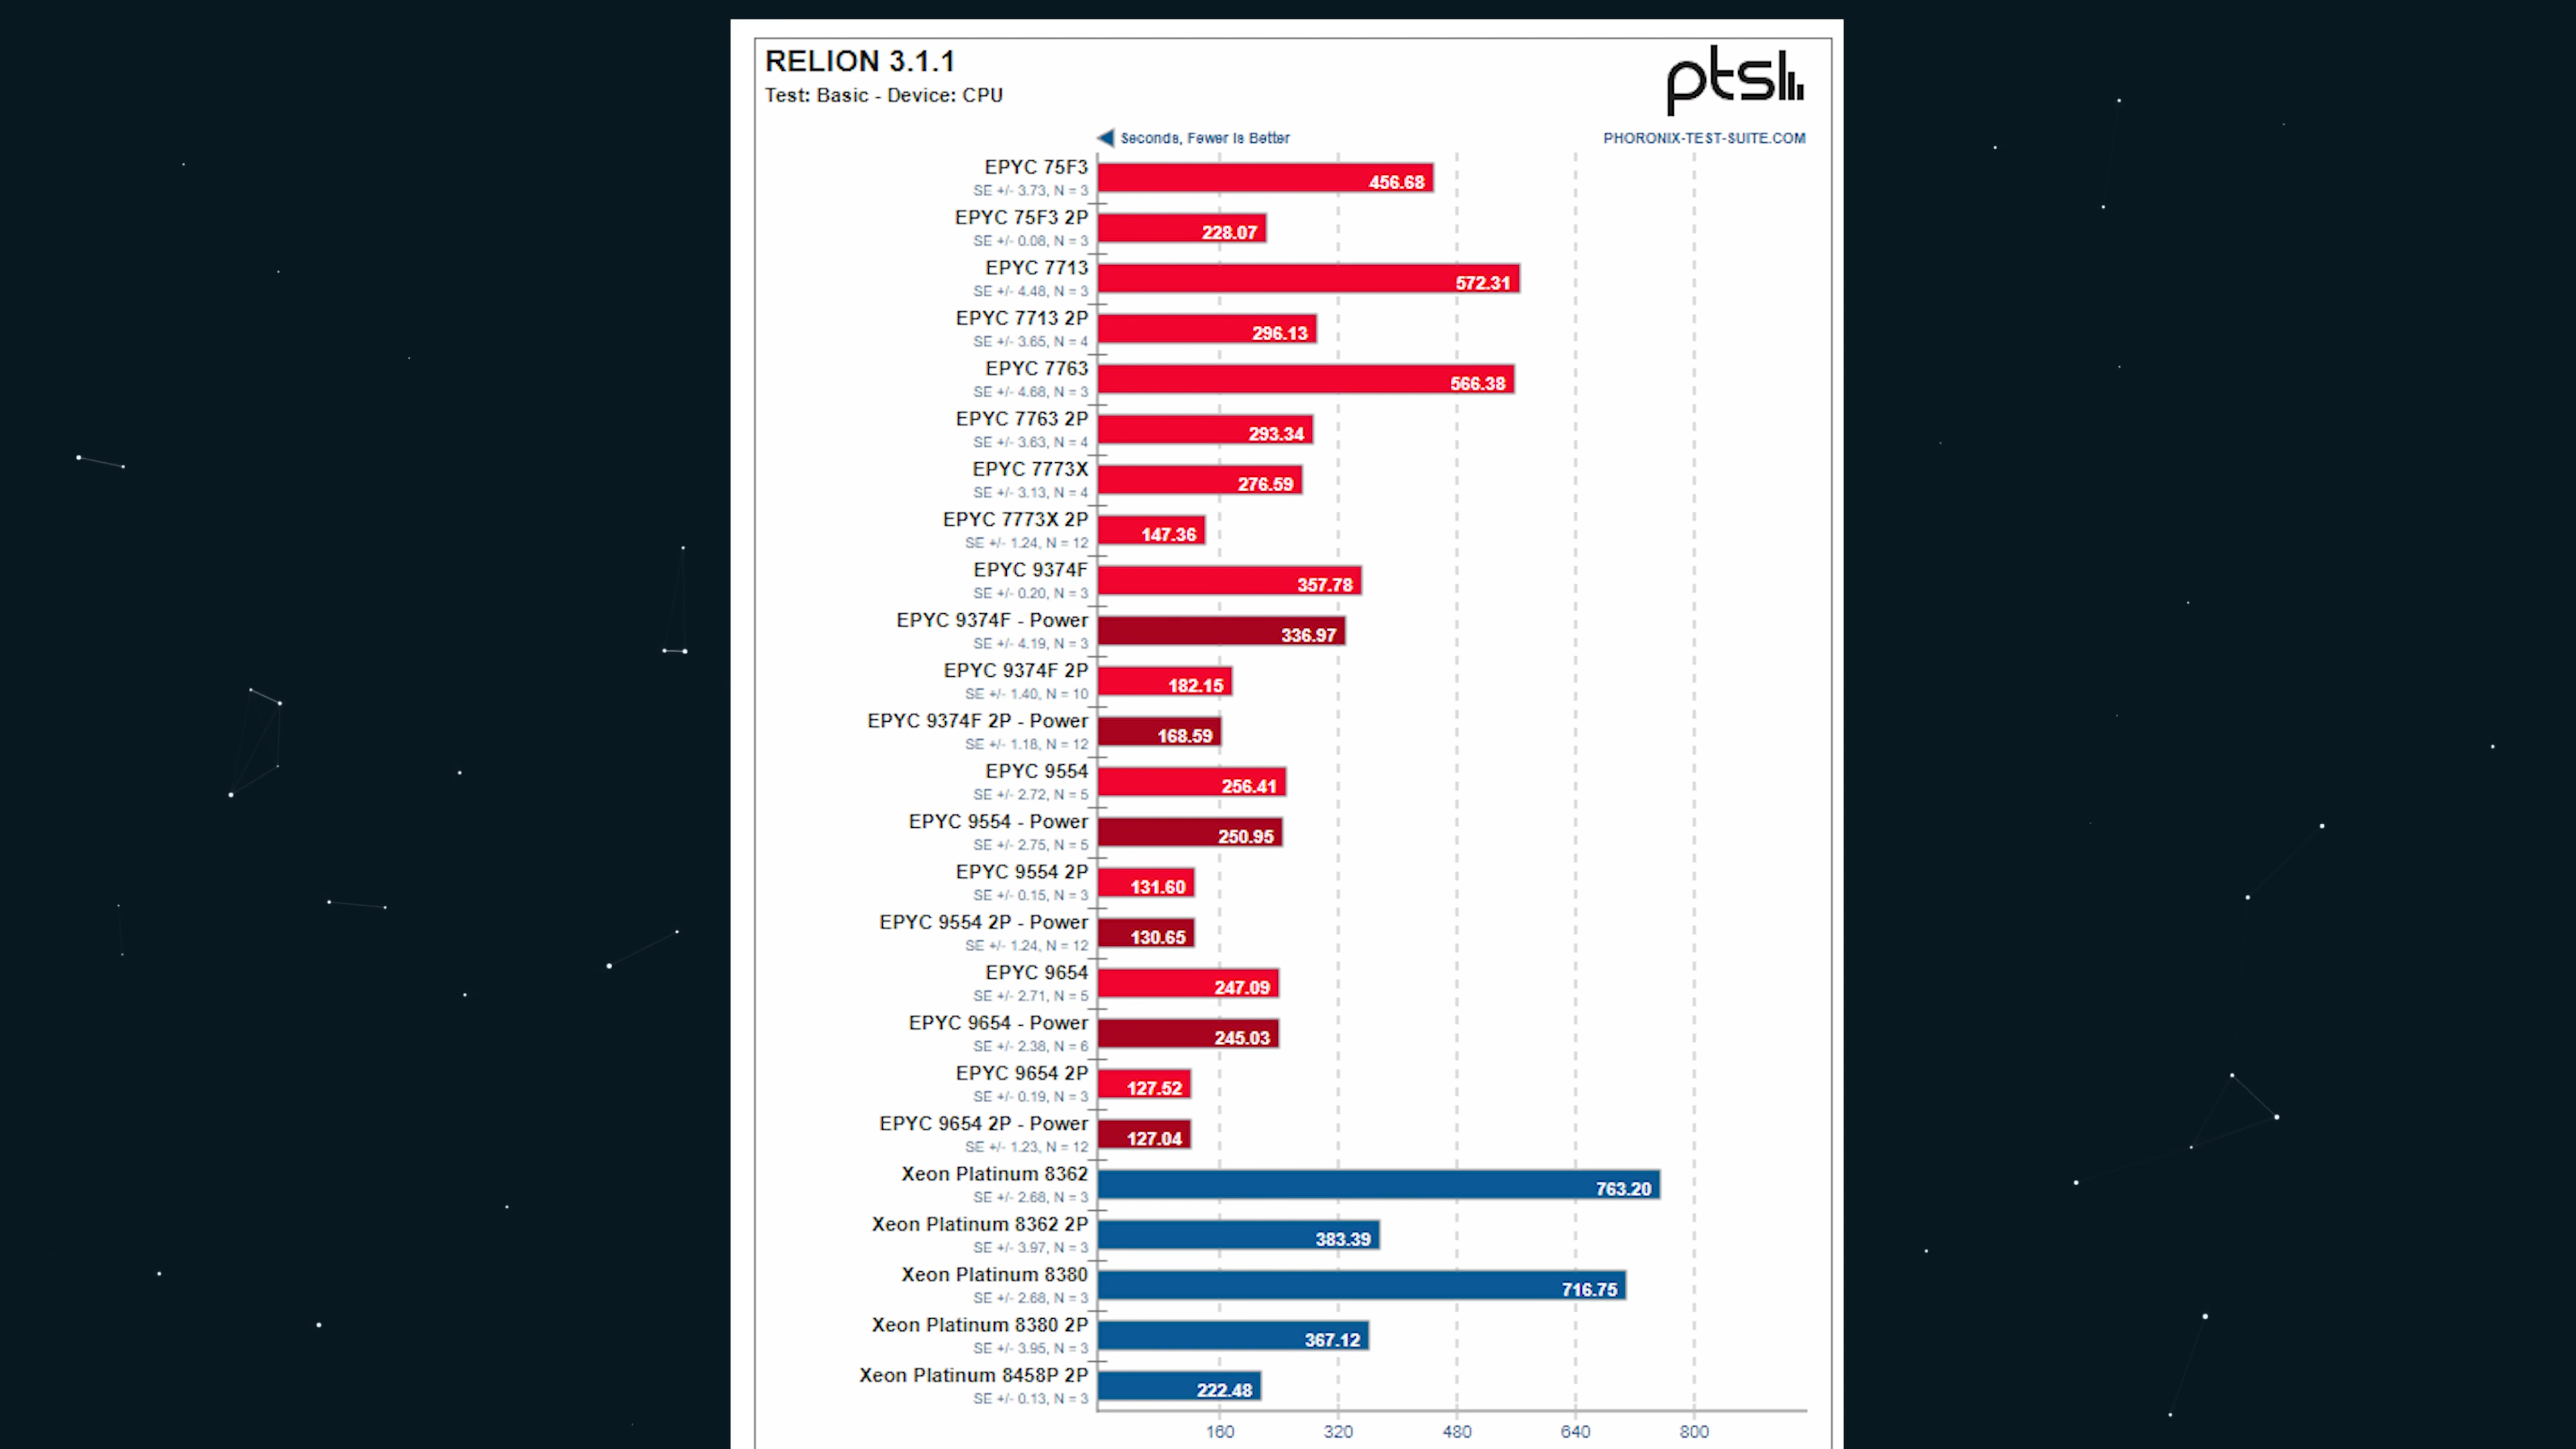 RELION 3.1.1
ptsl
Test: Basic - Device: CPU
Seconds, Fewer Is Better
PHORONIX-TEST-SUITE.COM
EPYC 75F3
SE +/- 3.73, N = 3
456.68
EPYC 75F3 2P
SE +/- 0.08, N = 3
228.07
EPYC 7713
SE +/- 4.48, N = 3
572.31
EPYC 7713 2P
SE +/- 3.65, N = 4
296.13
EPYC 7763
SE +/- 4.68, N = 3
566.38
EPYC 7763 2P
SE +/- 3.63, N = 4
293.34
EPYC 7773X
SE +/- 3.13, N = 4
276.59
EPYC 7773X 2P
SE +/- 1.24, N = 12
147.36
EPYC 9374F
SE +/- 0.20, N = 3
357.78
EPYC 9374F - Power
SE +/- 4.19, N = 3
336.97
EPYC 9374F 2P
SE +/- 1.40, N = 10
182.15
EPYC 9374F 2P - Power
SE +/- 1.18, N = 12
168.59
EPYC 9554
SE +/- 2.72, N = 5
256.41
EPYC 9554 - Power
SE +/- 2.75, N = 5
250.95
EPYC 9554 2P
SE +/- 0.15, N = 3
131.60
EPYC 9554 2P - Power
SE +/- 1.24, N = 12
130.65
EPYC 9654
SE +/- 2.71, N = 5
247.09
EPYC 9654 - Power
SE +/- 2.38, N = 6
245.03
EPYC 9654 2P
SE +/- 0.19, N = 3
127.52
EPYC 9654 2P - Power
SE +/- 1.23, N = 12
127.04
Xeon Platinum 8362
SE +/- 2.68, N = 3
763.20
Xeon Platinum 8362 2P
SE +/- 3.97, N = 3
383.39
Xeon Platinum 8380
SE +/- 2.68, N = 3
716.75
Xeon Platinum 8380 2P
SE +/- 3.95, N = 3
367.12
Xeon Platinum 8458P 2P
SE +/- 0.13, N = 3
222.48
160 320 480 640 800